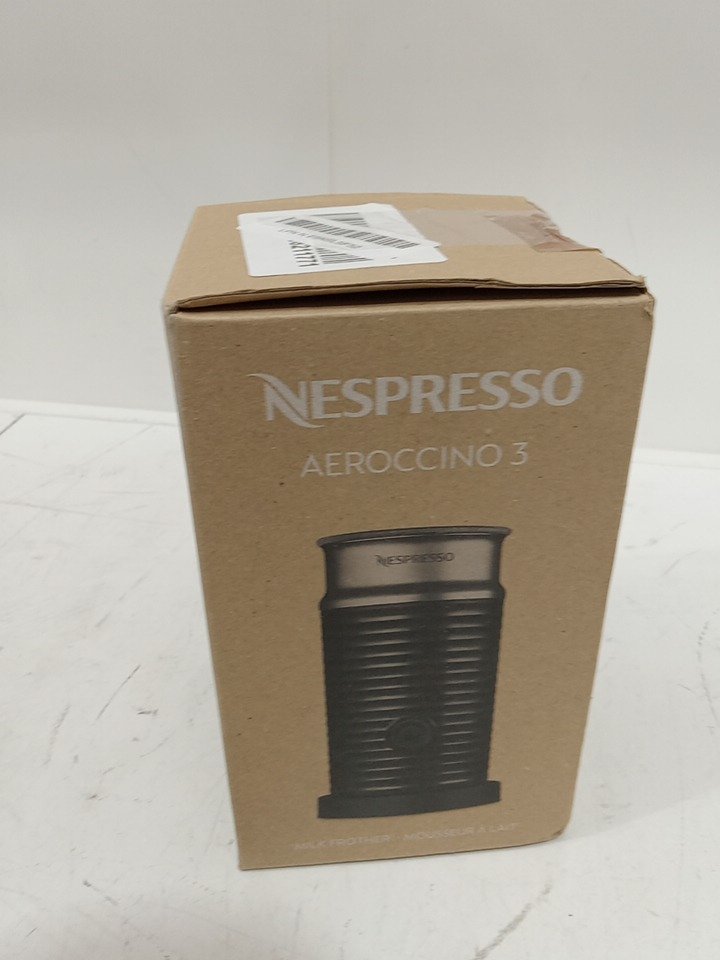 NESPRESSO
AEROCCINO 3
NESPRESSO
MILK FROTHER - MOUSSEUR À LAIT